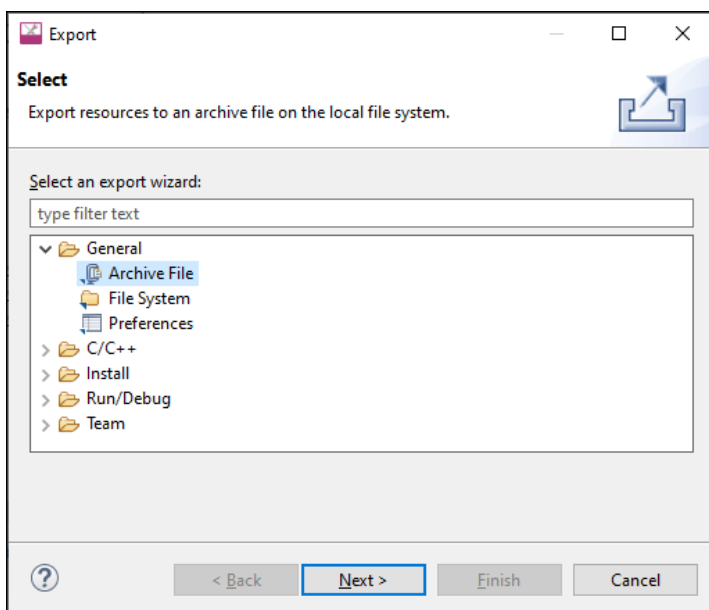 Export
Select
Export resources to an archive file on the local file system.
Select an export wizard:
type filter text
General
Archive File
File System
Preferences
C/C++
Install
Run/Debug
Team
? < Back Next > Finish Cancel